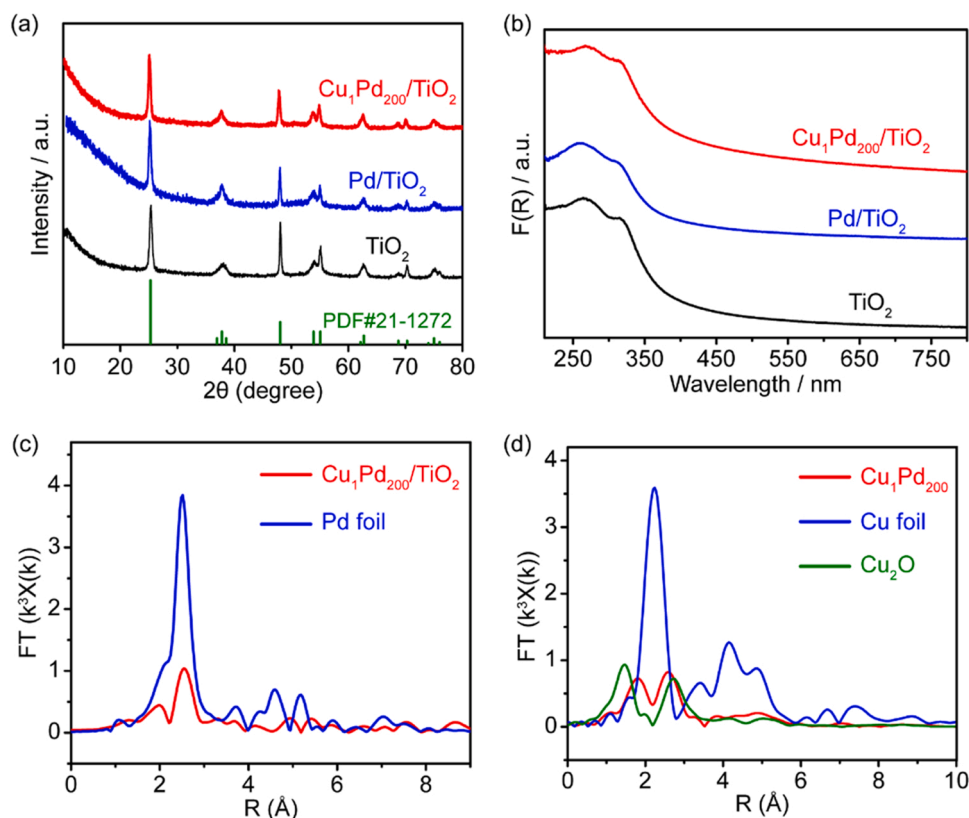 (a)
Intensity / a.u.
Cu₁Pd₂₀₀/TiO₂
Pd/TiO₂
TiO₂
PDF#21-1272
10 20 30 40 50 60 70 80
2θ (degree)
(b)
F(R) / a.u.
Cu₁Pd₂₀₀/TiO₂
Pd/TiO₂
TiO₂
250 350 450 550 650 750
Wavelength / nm
(c)
FT (k³X(k))
4
3
2
1
0
Cu₁Pd₂₀₀/TiO₂
Pd foil
0 2 4 6 8
R (Å)
(d)
FT (k³X(k))
4
3
2
1
0
Cu₁Pd₂₀₀
Cu foil
Cu₂O
0 2 4 6 8 10
R (Å)